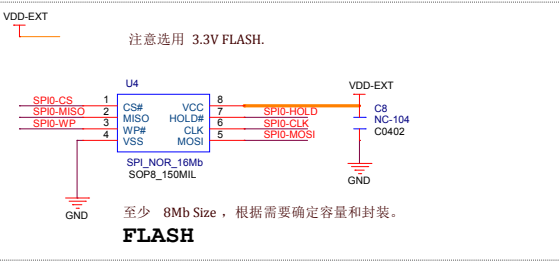 VDD-EXT
注意选用 3.3V FLASH.
U4
VDD-EXT
SPI0-CS 1 CS# VCC 8
SPI0-MISO 2 MISO HOLD# 7 SPI0-HOLD
SPI0-WP 3 WP# CLK 6 SPI0-CLK
4 VSS MOSI 5 SPI0-MOSI
C8
NC-104
C0402
SPI_NOR_16Mb
SOP8_150MIL
GND
GND
至少 8Mb Size ，根据需要确定容量和封装。
FLASH